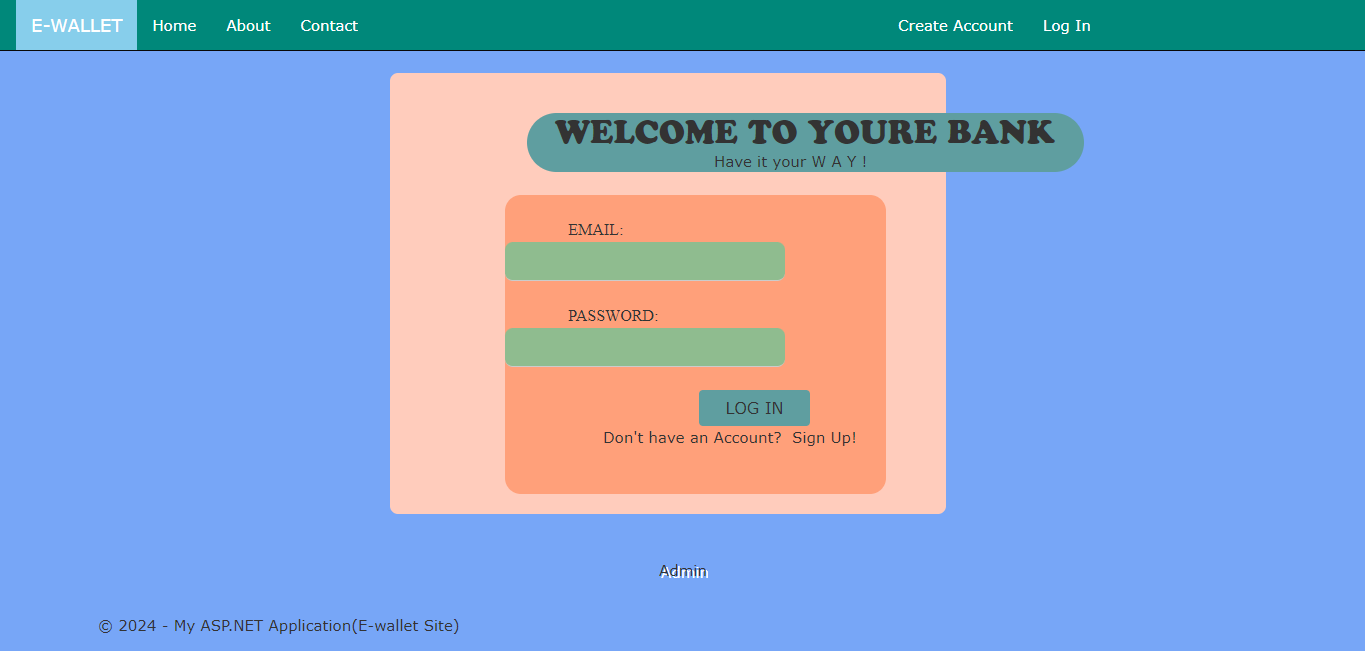 E-WALLET Home About Contact Create Account Log In
WELCOME TO YOURE BANK
Have it your W A Y !
EMAIL:
PASSWORD:
LOG IN
Don't have an Account? Sign Up!
Admin
© 2024 - My ASP.NET Application(E-wallet Site)